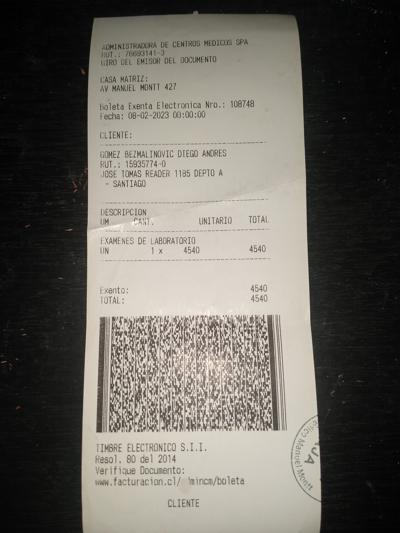 ADMINISTRADORA DE CENTROS MEDICOS SPA
RUT.: 76693141-3
GIRO DEL EMISOR DEL DOCUMENTO
CASA MATRIZ:
AV MANUEL MONTT 427
Boleta Exenta Electronica Nro.: 108748
Fecha: 08-02-2023 00:00:00
CLIENTE:
GOMEZ BEZMALINOVIC DIEGO ANDRES
RUT.: 15935774-0
JOSE TOMAS READER 1185 DEPTO A
- SANTIAGO
DESCRIPCION
UM CANT. UNITARIO TOTAL
EXAMENES DE LABORATORIO
UN 1 x 4540 4540
Exento: 4540
TOTAL: 4540
TIMBRE ELECTRONICO S.I.I.
Resol. 80 del 2014
Verifique Documento:
www.facturacion.cl/ mincm/boleta
CLIENTE
Manuel Montt